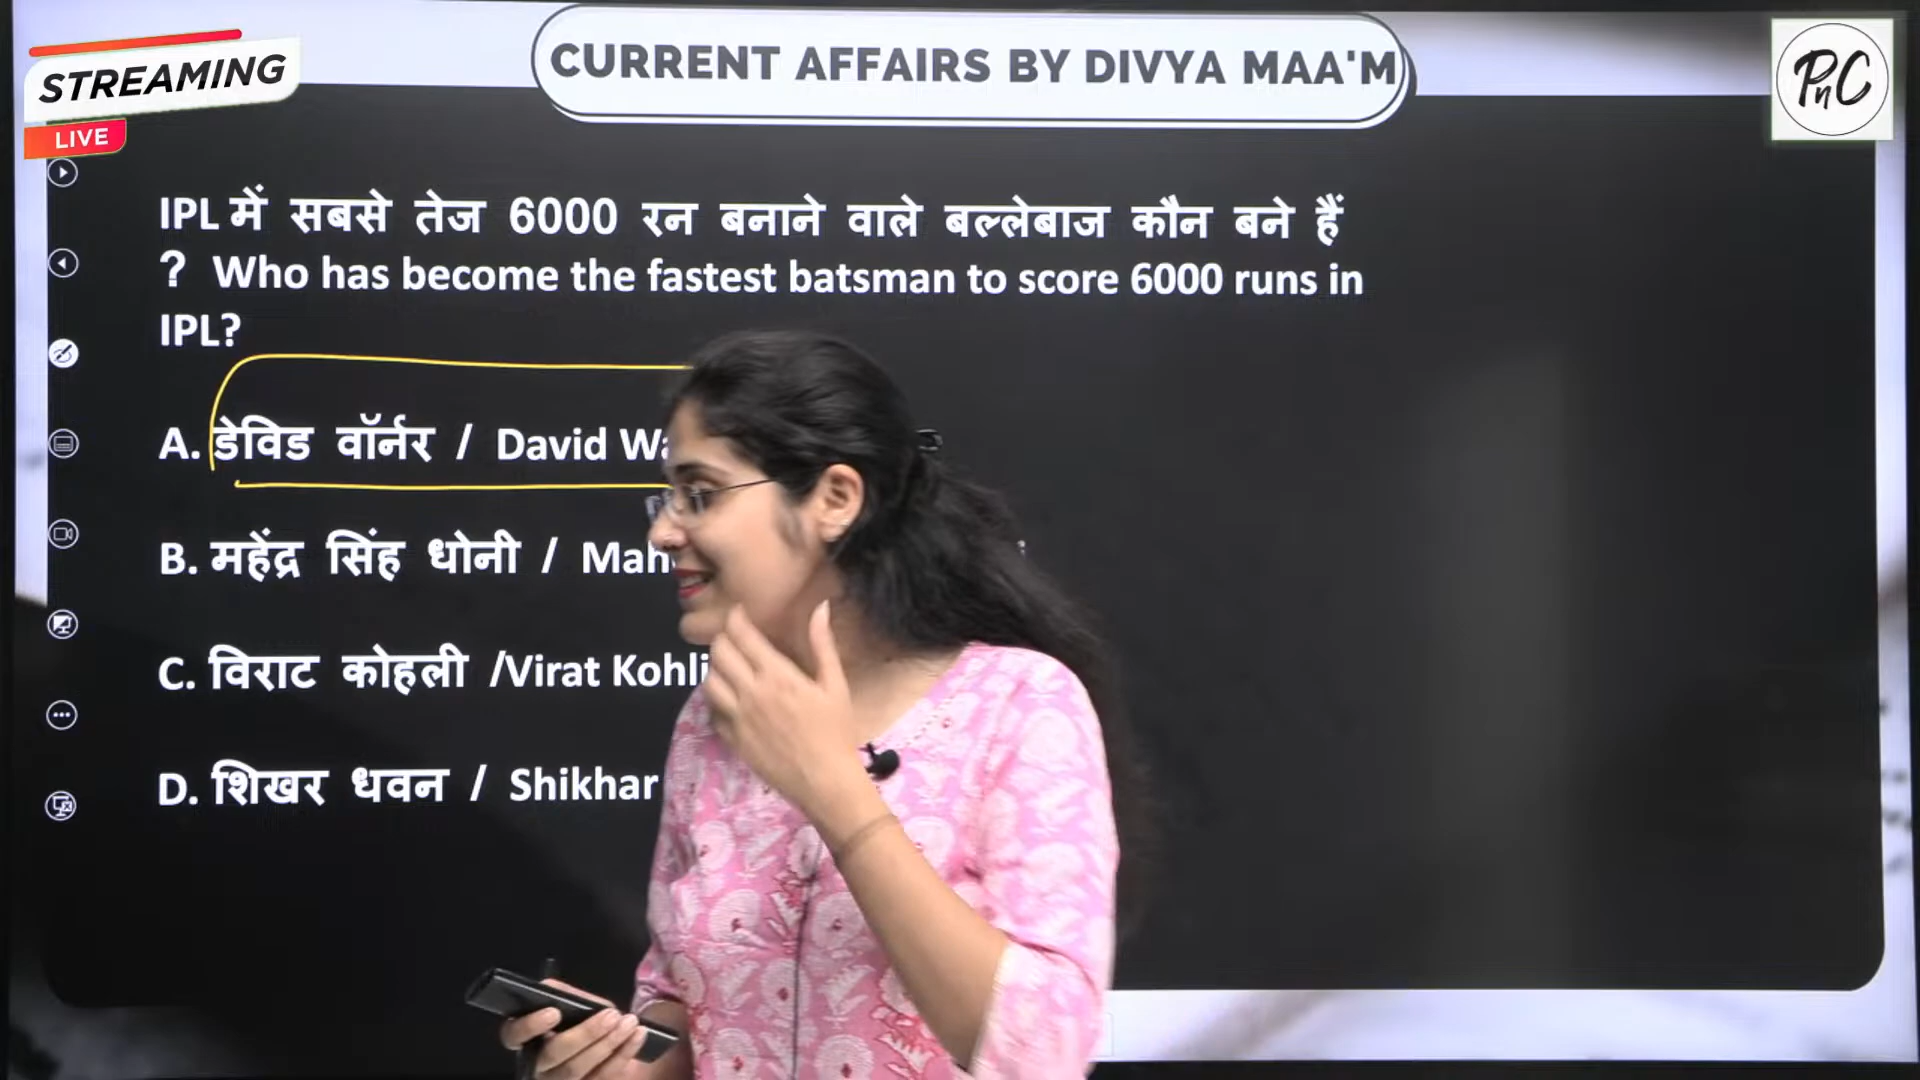 STREAMING
LIVE
CURRENT AFFAIRS BY DIVYA MAA'M
PnC
IPL में सबसे तेज 6000 रन बनाने वाले बल्लेबाज कौन बने हैं
? Who has become the fastest batsman to score 6000 runs in
IPL?
A. डेविड वॉर्नर / David
B. महेंद्र सिंह धोनी /
C. विराट कोहली /Virat Kohli
D. शिखर धवन / Shikhar